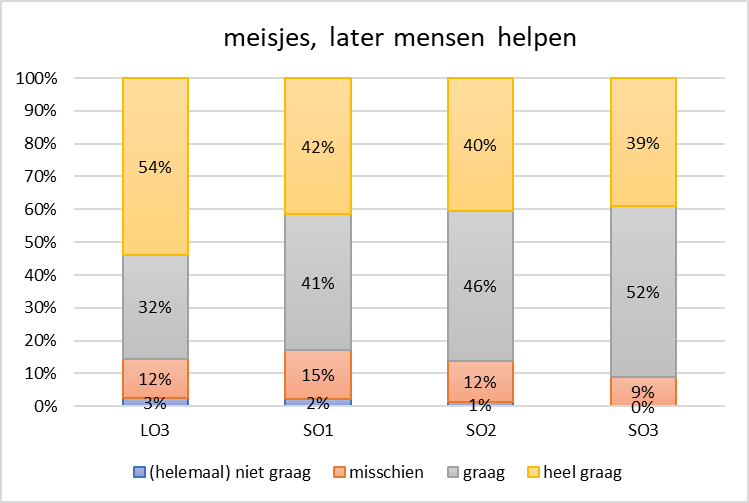 meisjes, later mensen helpen
100%
90%
80%
70%
60%
50%
40%
30%
20%
10%
0%
54% 42% 40% 39%
32% 41% 46% 52%
12% 15% 12% 9%
3% 2% 1% 0%
LO3 SO1 SO2 SO3
(helemaal) niet graag misschien graag heel graag